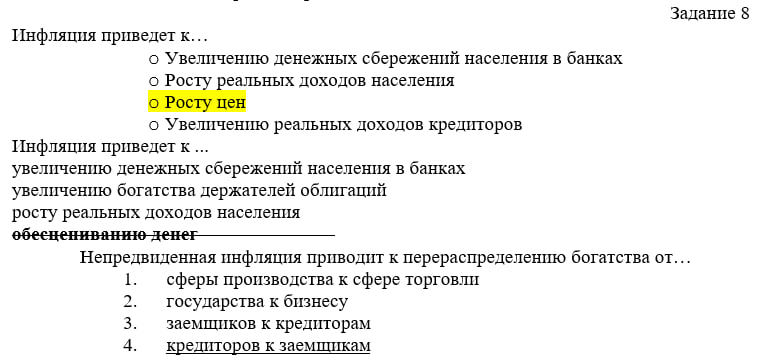 Задание 8
Инфляция приведет к…
○ Увеличению денежных сбережений населения в банках
○ Росту реальных доходов населения
○ Росту цен
○ Увеличению реальных доходов кредиторов
Инфляция приведет к ...
увеличению денежных сбережений населения в банках
увеличению богатства держателей облигаций
росту реальных доходов населения
обесцениванию денег
Непредвиденная инфляция приводит к перераспределению богатства от…
1. сферы производства к сфере торговли
2. государства к бизнесу
3. заемщиков к кредиторам
4. кредиторов к заемщикам